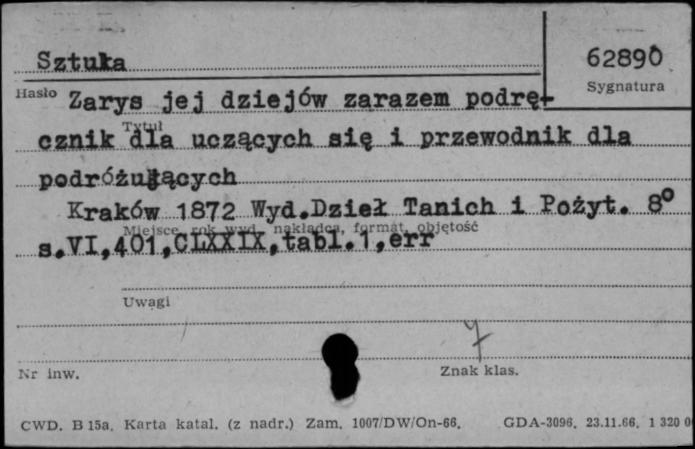 Sztuka
62890
Hasło
Sygnatura
Zarys jej dziejów zarazem podrę-
Tytuł
cznik dla uczących się i przewodnik dla
podróżujących
Kraków 1872 Wyd.Dzieł Tanich i Pożyt. 8°
Miejsce, rok wyd., nakładca, format, objętość
s.VI,401,CLXXIX,tabl.1,err
Uwagi
Nr inw.
Znak klas.
CWD. B 15a. Karta katal. (z nadr.) Zam. 1007/DW/On-66. GDA-3096. 23.11.66. 1 320 0